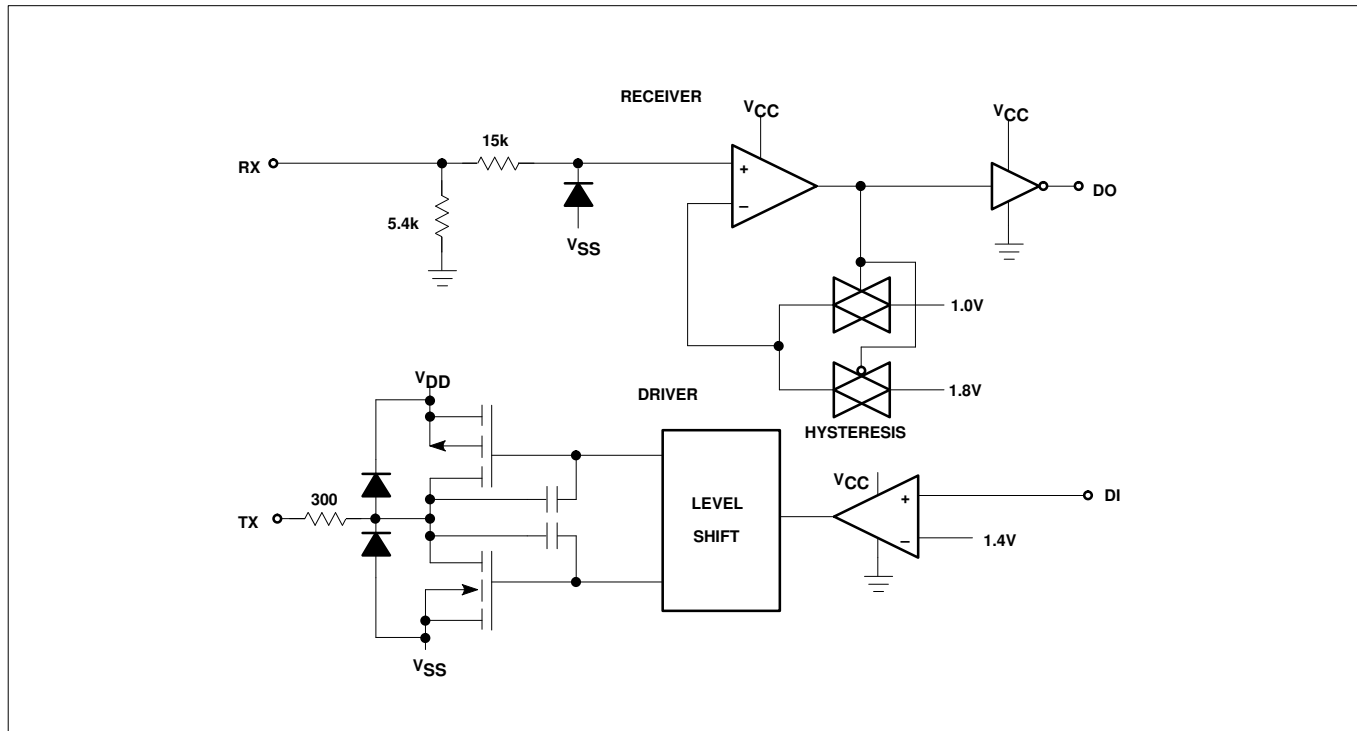 RECEIVER
VCC
VCC
15k
RX
+
−
DO
5.4k
VSS
1.0V
VDD
DRIVER
1.8V
HYSTERESIS
300
TX
LEVEL
SHIFT
VCC
+
−
DI
1.4V
VSS